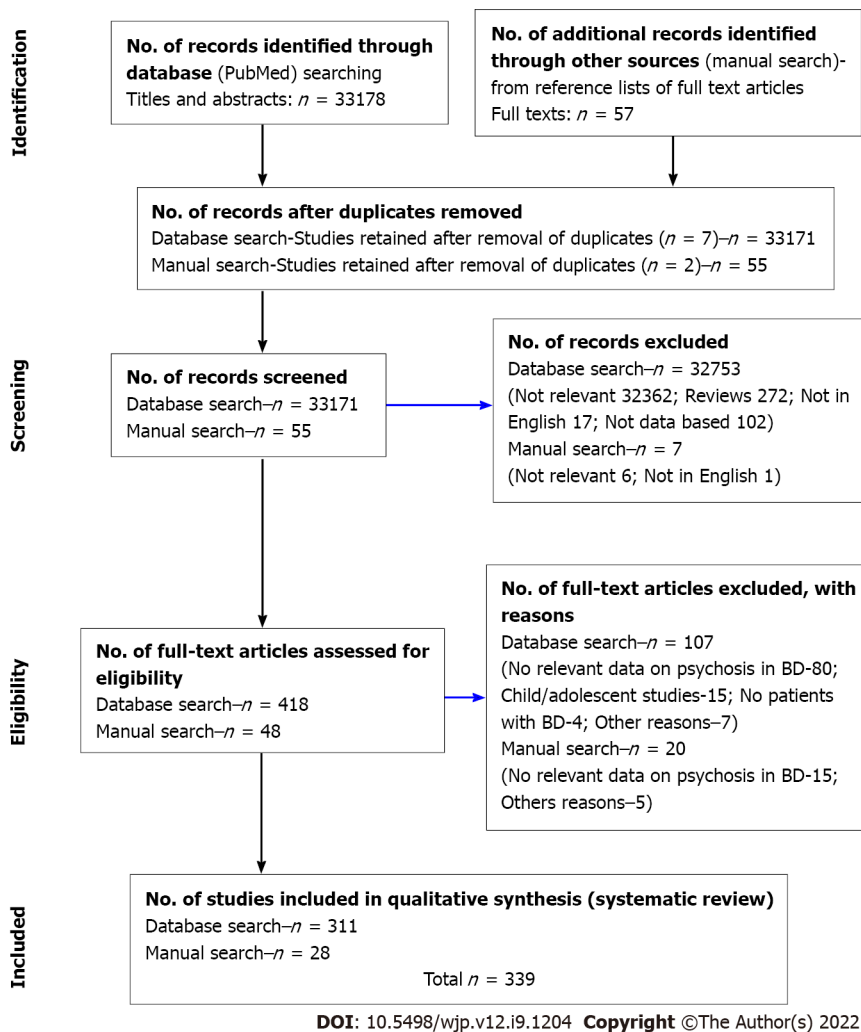 Identification
No. of records identified through
database (PubMed) searching
Titles and abstracts: n = 33178
No. of additional records identified
through other sources (manual search)-
from reference lists of full text articles
Full texts: n = 57
No. of records after duplicates removed
Database search-Studies retained after removal of duplicates (n = 7)–n = 33171
Manual search-Studies retained after removal of duplicates (n = 2)–n = 55
Screening
No. of records screened
Database search–n = 33171
Manual search–n = 55
No. of records excluded
Database search–n = 32753
(Not relevant 32362; Reviews 272; Not in
English 17; Not data based 102)
Manual search–n = 7
(Not relevant 6; Not in English 1)
Eligibility
No. of full-text articles assessed for
eligibility
Database search–n = 418
Manual search–n = 48
No. of full-text articles excluded, with
reasons
Database search–n = 107
(No relevant data on psychosis in BD-80;
Child/adolescent studies-15; No patients
with BD-4; Other reasons–7)
Manual search–n = 20
(No relevant data on psychosis in BD-15;
Others reasons–5)
Included
No. of studies included in qualitative synthesis (systematic review)
Database search–n = 311
Manual search–n = 28
Total n = 339
DOI: 10.5498/wjp.v12.i9.1204 Copyright ©The Author(s) 2022